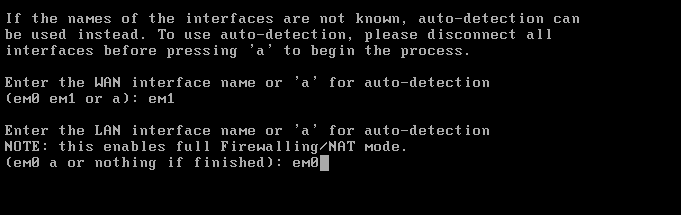 If the names of the interfaces are not known, auto-detection can
be used instead. To use auto-detection, please disconnect all
interfaces before pressing 'a' to begin the process.
Enter the WAN interface name or 'a' for auto-detection
(em0 em1 or a): em1
Enter the LAN interface name or 'a' for auto-detection
NOTE: this enables full Firewalling/NAT mode.
(em0 a or nothing if finished): em0